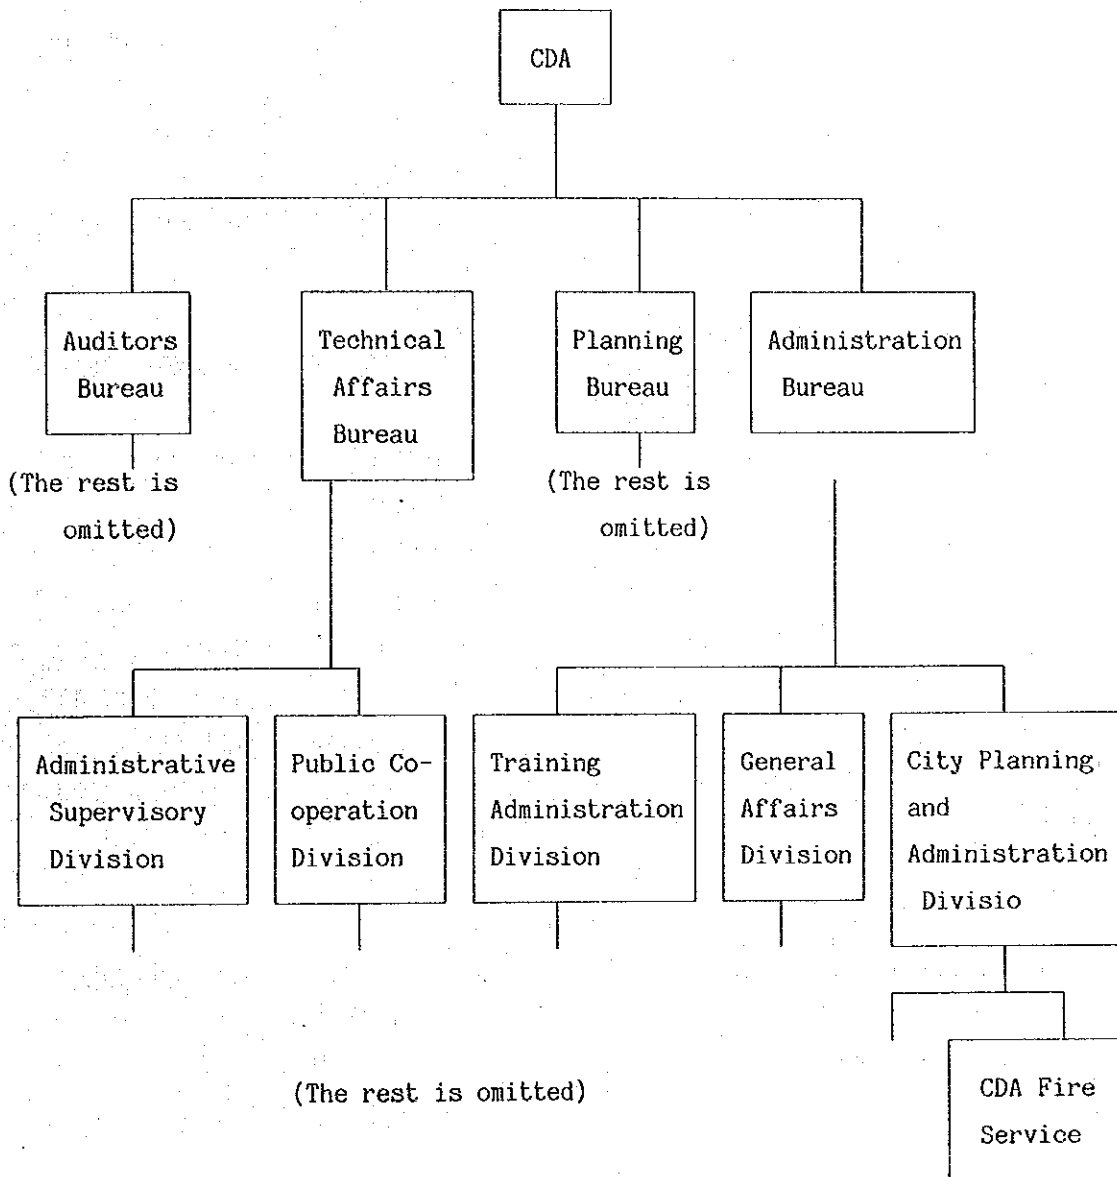 CDA
Auditors
Bureau
(The rest is
omitted)
Technical
Affairs
Bureau
Planning
Bureau
(The rest is
omitted)
Administration
Bureau
Administrative
Supervisory
Division
Public Co-
operation
Division
Training
Administration
Division
General
Affairs
Division
City Planning
and
Administration
Divisio
(The rest is omitted)
CDA Fire
Service